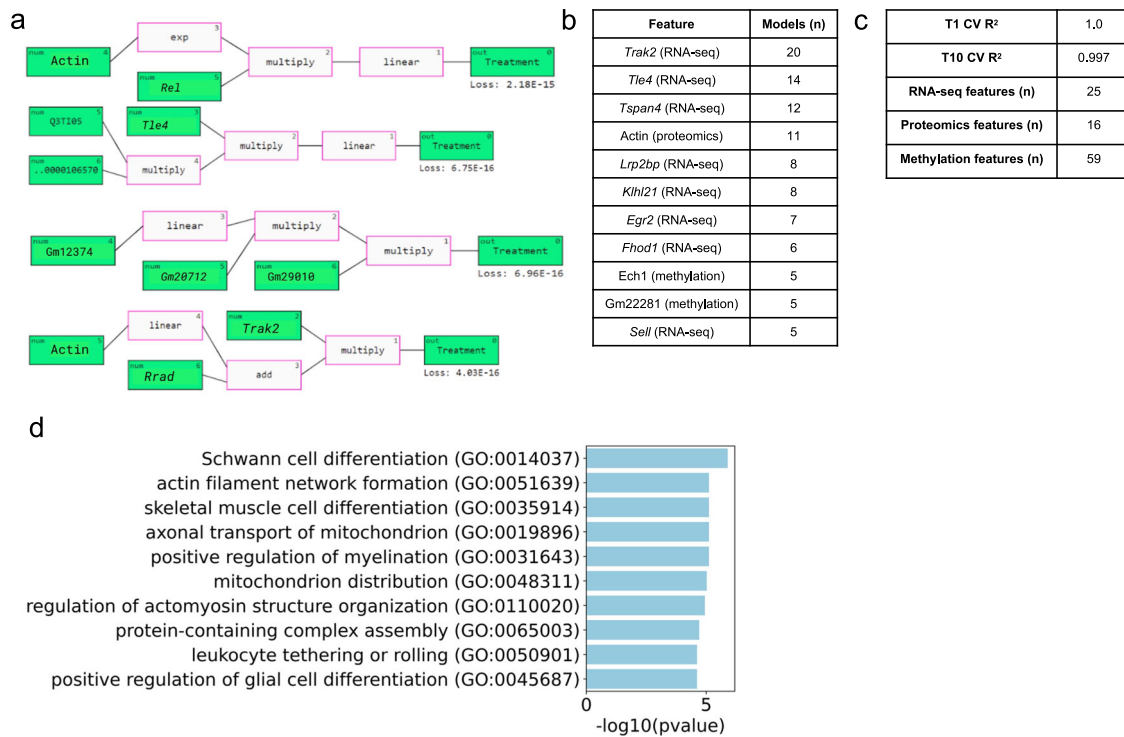 a
num 4
Actin
3
exp
num 5
Rel
2
multiply
1
linear
out 0
Treatment
Loss: 2.18E-15
num 5
Q3TI05
num 3
Tle4
num 6
..0000106570
4
multiply
2
multiply
1
linear
out 0
Treatment
Loss: 6.75E-16
num 4
Gm12374
3
linear
num 5
Gm20712
2
multiply
num 6
Gm29010
1
multiply
out 0
Treatment
Loss: 6.96E-16
num 5
Actin
4
linear
num 6
Rrad
num 2
Trak2
3
add
1
multiply
out 0
Treatment
Loss: 4.03E-16
b
Feature Models (n)
Trak2 (RNA-seq) 20
Tle4 (RNA-seq) 14
Tspan4 (RNA-seq) 12
Actin (proteomics) 11
Lrp2bp (RNA-seq) 8
Klhl21 (RNA-seq) 8
Egr2 (RNA-seq) 7
Fhod1 (RNA-seq) 6
Ech1 (methylation) 5
Gm22281 (methylation) 5
Sell (RNA-seq) 5
c
T1 CV R² 1.0
T10 CV R² 0.997
RNA-seq features (n) 25
Proteomics features (n) 16
Methylation features (n) 59
d
Schwann cell differentiation (GO:0014037)
actin filament network formation (GO:0051639)
skeletal muscle cell differentiation (GO:0035914)
axonal transport of mitochondrion (GO:0019896)
positive regulation of myelination (GO:0031643)
mitochondrion distribution (GO:0048311)
regulation of actomyosin structure organization (GO:0110020)
protein-containing complex assembly (GO:0065003)
leukocyte tethering or rolling (GO:0050901)
positive regulation of glial cell differentiation (GO:0045687)
0 5
-log10(pvalue)